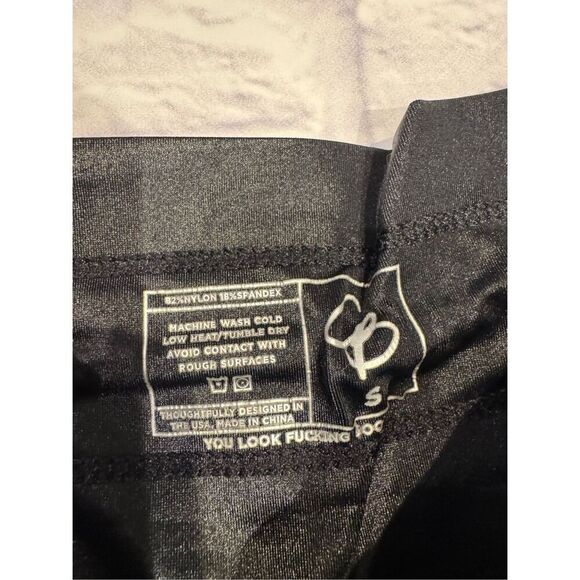 82%NYLON 18%SPANDEX
MACHINE WASH COLD
LOW HEAT/TUMBLE DRY
AVOID CONTACT WITH
ROUGH SURFACES
THOUGHTFULLY DESIGNED IN
THE USA, MADE IN CHINA
S
YOU LOOK FUCKING